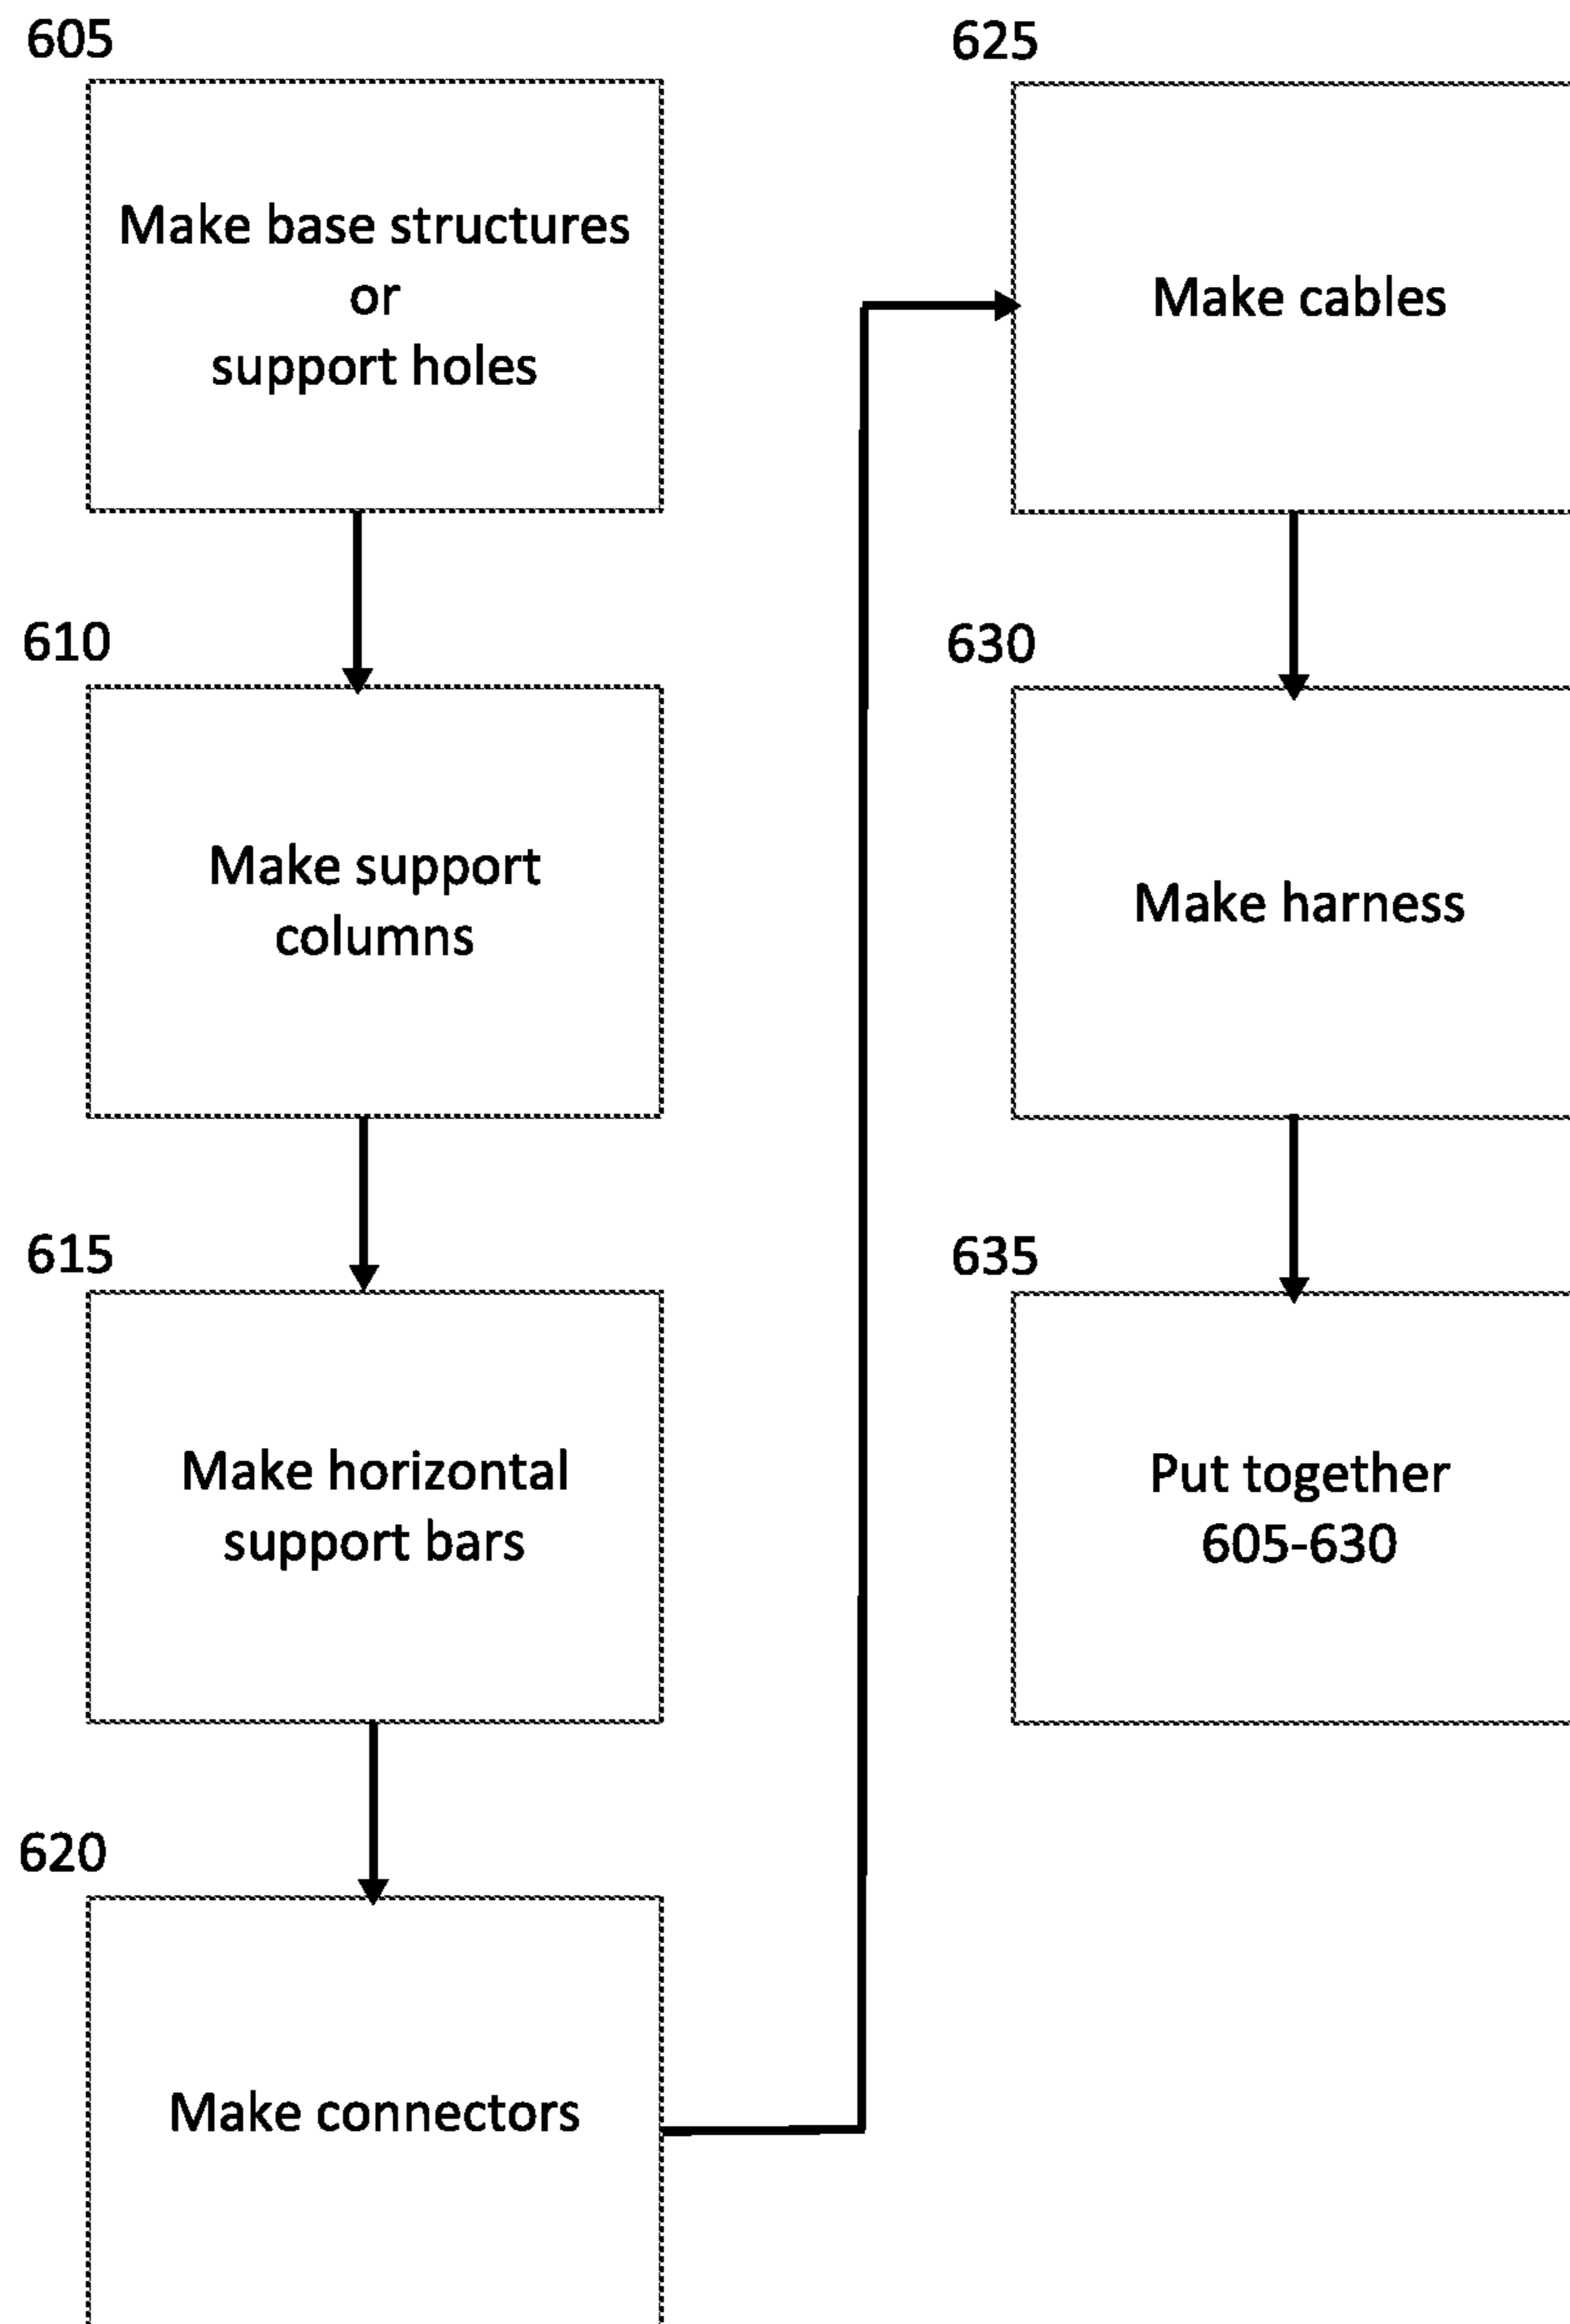 605
Make base structures
or
support holes
610
Make support
columns
615
Make horizontal
support bars
620
Make connectors
625
Make cables
630
Make harness
635
Put together
605-630